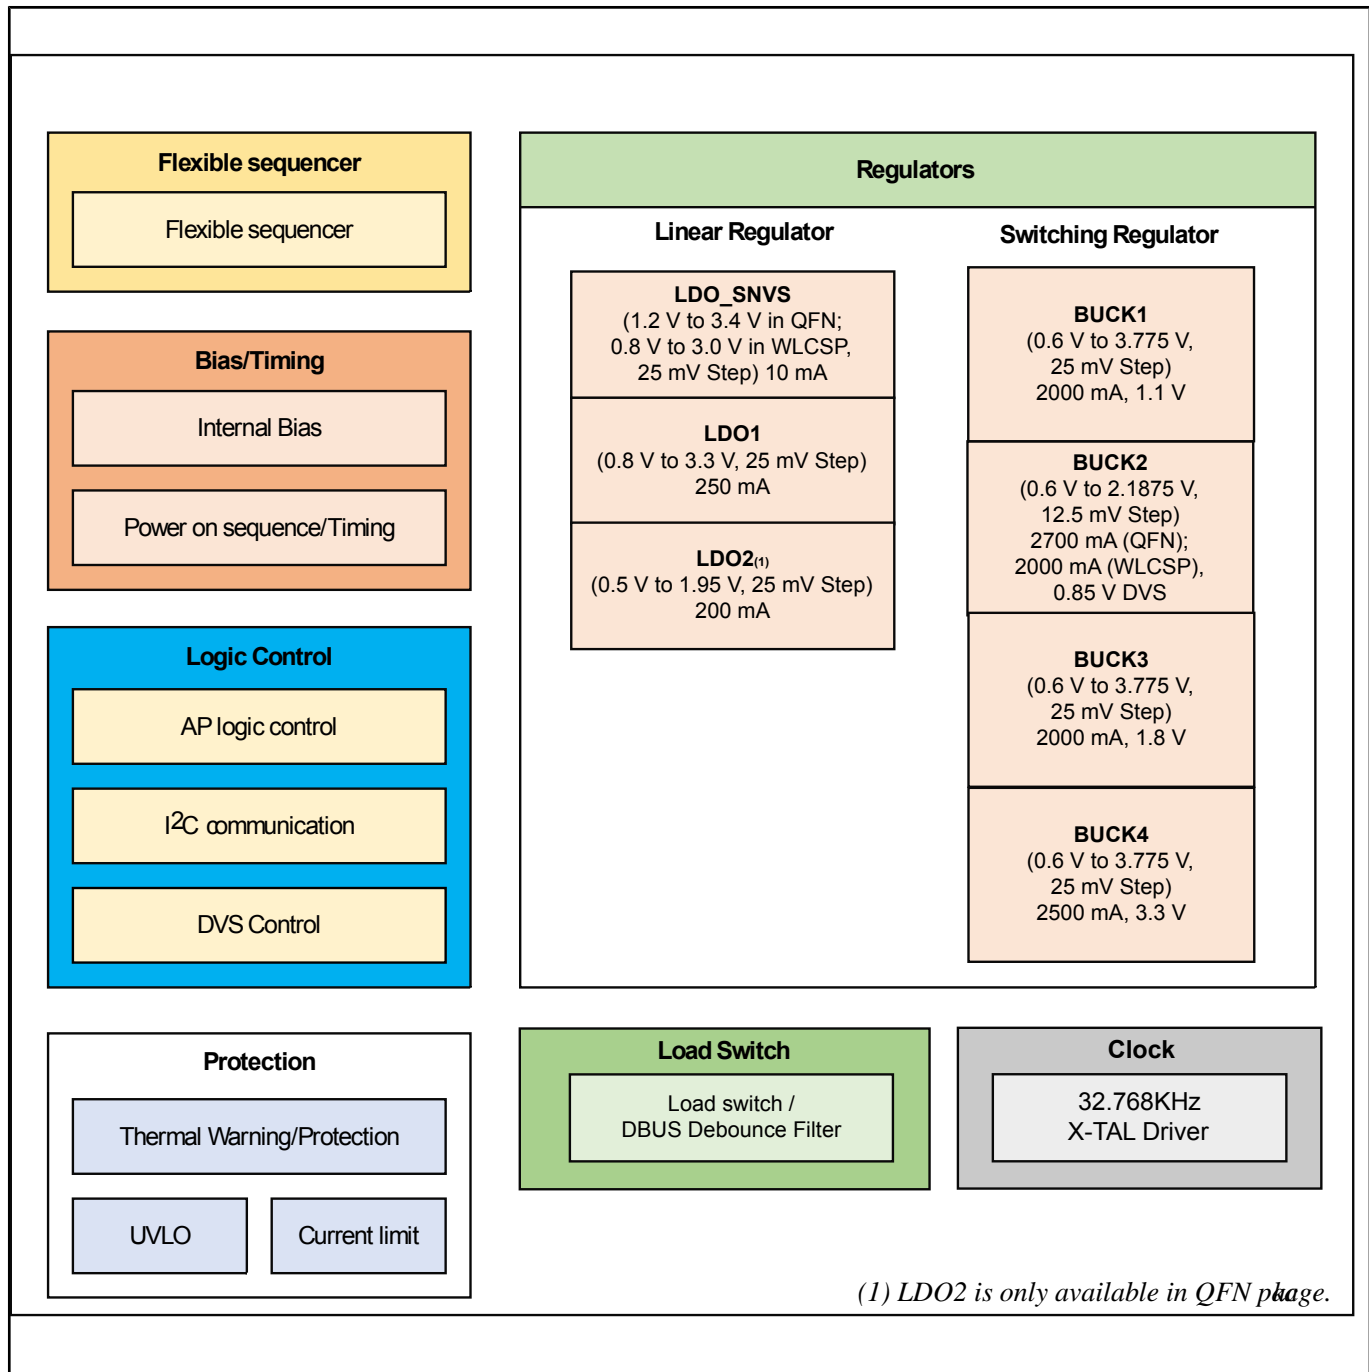 Flexible sequencer
Flexible sequencer
Bias/Timing
Internal Bias
Power on sequence/Timing
Logic Control
AP logic control
I²C communication
DVS Control
Protection
Thermal Warning/Protection
UVLO
Current limit
Regulators
Linear Regulator
LDO_SNVS
(1.2 V to 3.4 V in QFN;
0.8 V to 3.0 V in WLCSP,
25 mV Step) 10 mA
LDO1
(0.8 V to 3.3 V, 25 mV Step)
250 mA
LDO2(1)
(0.5 V to 1.95 V, 25 mV Step)
200 mA
Switching Regulator
BUCK1
(0.6 V to 3.775 V,
25 mV Step)
2000 mA, 1.1 V
BUCK2
(0.6 V to 2.1875 V,
12.5 mV Step)
2700 mA (QFN);
2000 mA (WLCSP),
0.85 V DVS
BUCK3
(0.6 V to 3.775 V,
25 mV Step)
2000 mA, 1.8 V
BUCK4
(0.6 V to 3.775 V,
25 mV Step)
2500 mA, 3.3 V
Load Switch
Load switch /
DBUS Debounce Filter
Clock
32.768KHz
X-TAL Driver
(1) LDO2 is only available in QFN